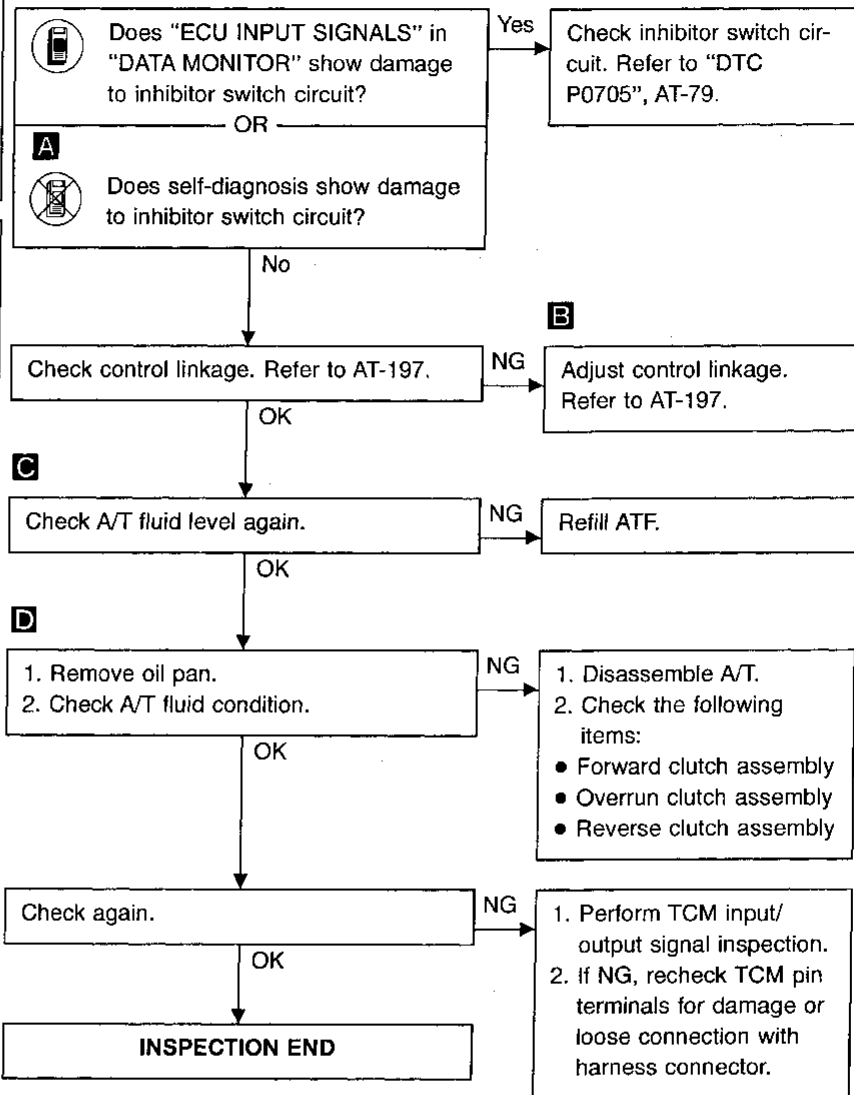 Does "ECU INPUT SIGNALS" in
"DATA MONITOR" show damage
to inhibitor switch circuit?
Yes
Check inhibitor switch cir-
cuit. Refer to "DTC
P0705", AT-79.
OR
A
Does self-diagnosis show damage
to inhibitor switch circuit?
No
B
Check control linkage. Refer to AT-197.
NG
Adjust control linkage.
Refer to AT-197.
OK
C
Check A/T fluid level again.
NG
Refill ATF.
OK
D
1. Remove oil pan.
2. Check A/T fluid condition.
NG
1. Disassemble A/T.
2. Check the following
items:
● Forward clutch assembly
● Overrun clutch assembly
● Reverse clutch assembly
OK
Check again.
NG
1. Perform TCM input/
output signal inspection.
2. If NG, recheck TCM pin
terminals for damage or
loose connection with
harness connector.
OK
INSPECTION END